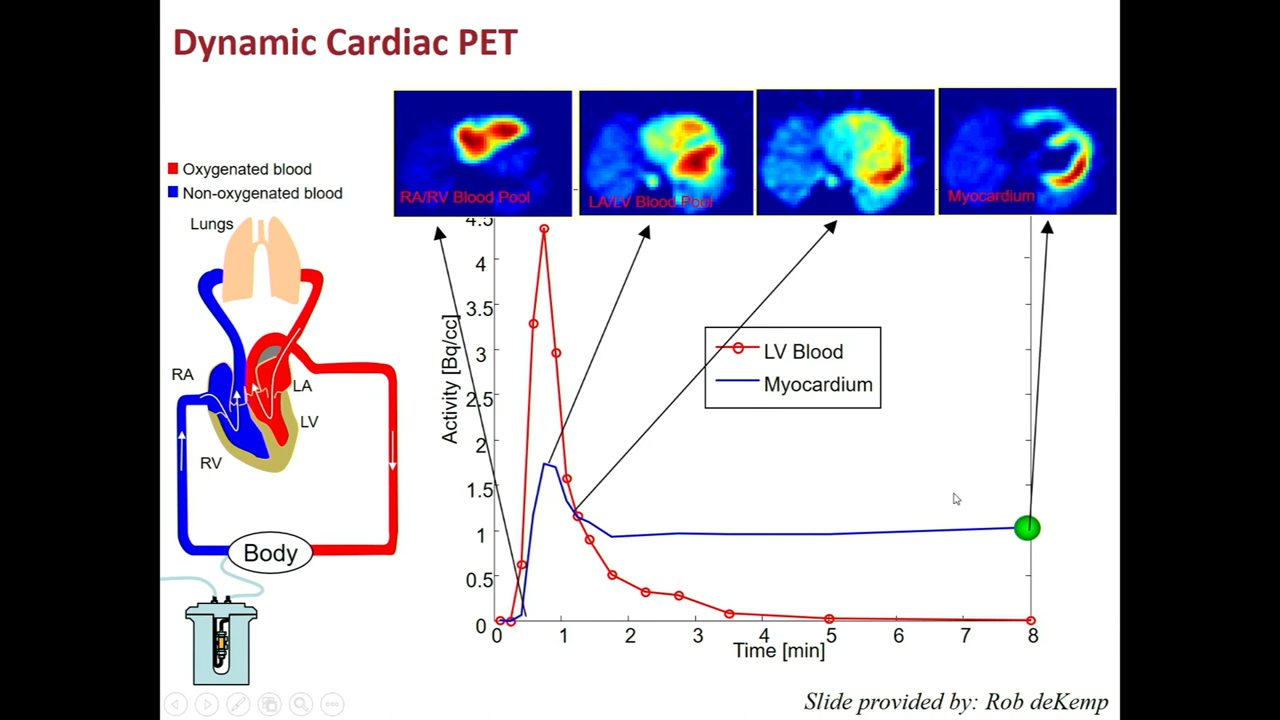 Dynamic Cardiac PET
Oxygenated blood
Non-oxygenated blood
Lungs
RA
LA
LV
RV
Body
RA/RV Blood Pool
LA/LV Blood Pool
Myocardium
4.5
4
3.5
3
2.5
2
1.5
1
0.5
0
Activity [Bq/cc]
LV Blood
Myocardium
0 1 2 3 4 5 6 7 8
Time [min]
Slide provided by: Rob deKemp